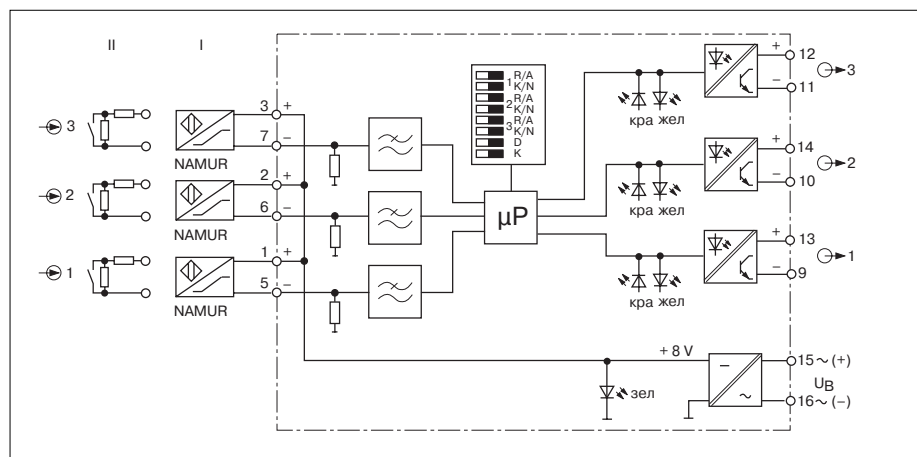 II I
R/A
1
K/N
R/A
2
K/N
R/A
3
K/N
D
K
3 +
3
7 −
NAMUR
2 +
2
6 −
NAMUR
1 +
1
5 −
NAMUR
µP
кра жел
+ 12
3
− 11
кра жел
+ 14
2
− 10
кра жел
+ 13
1
− 9
+ 8 V
зел
−
~
15 ~ (+)
UB
16 ~ (−)